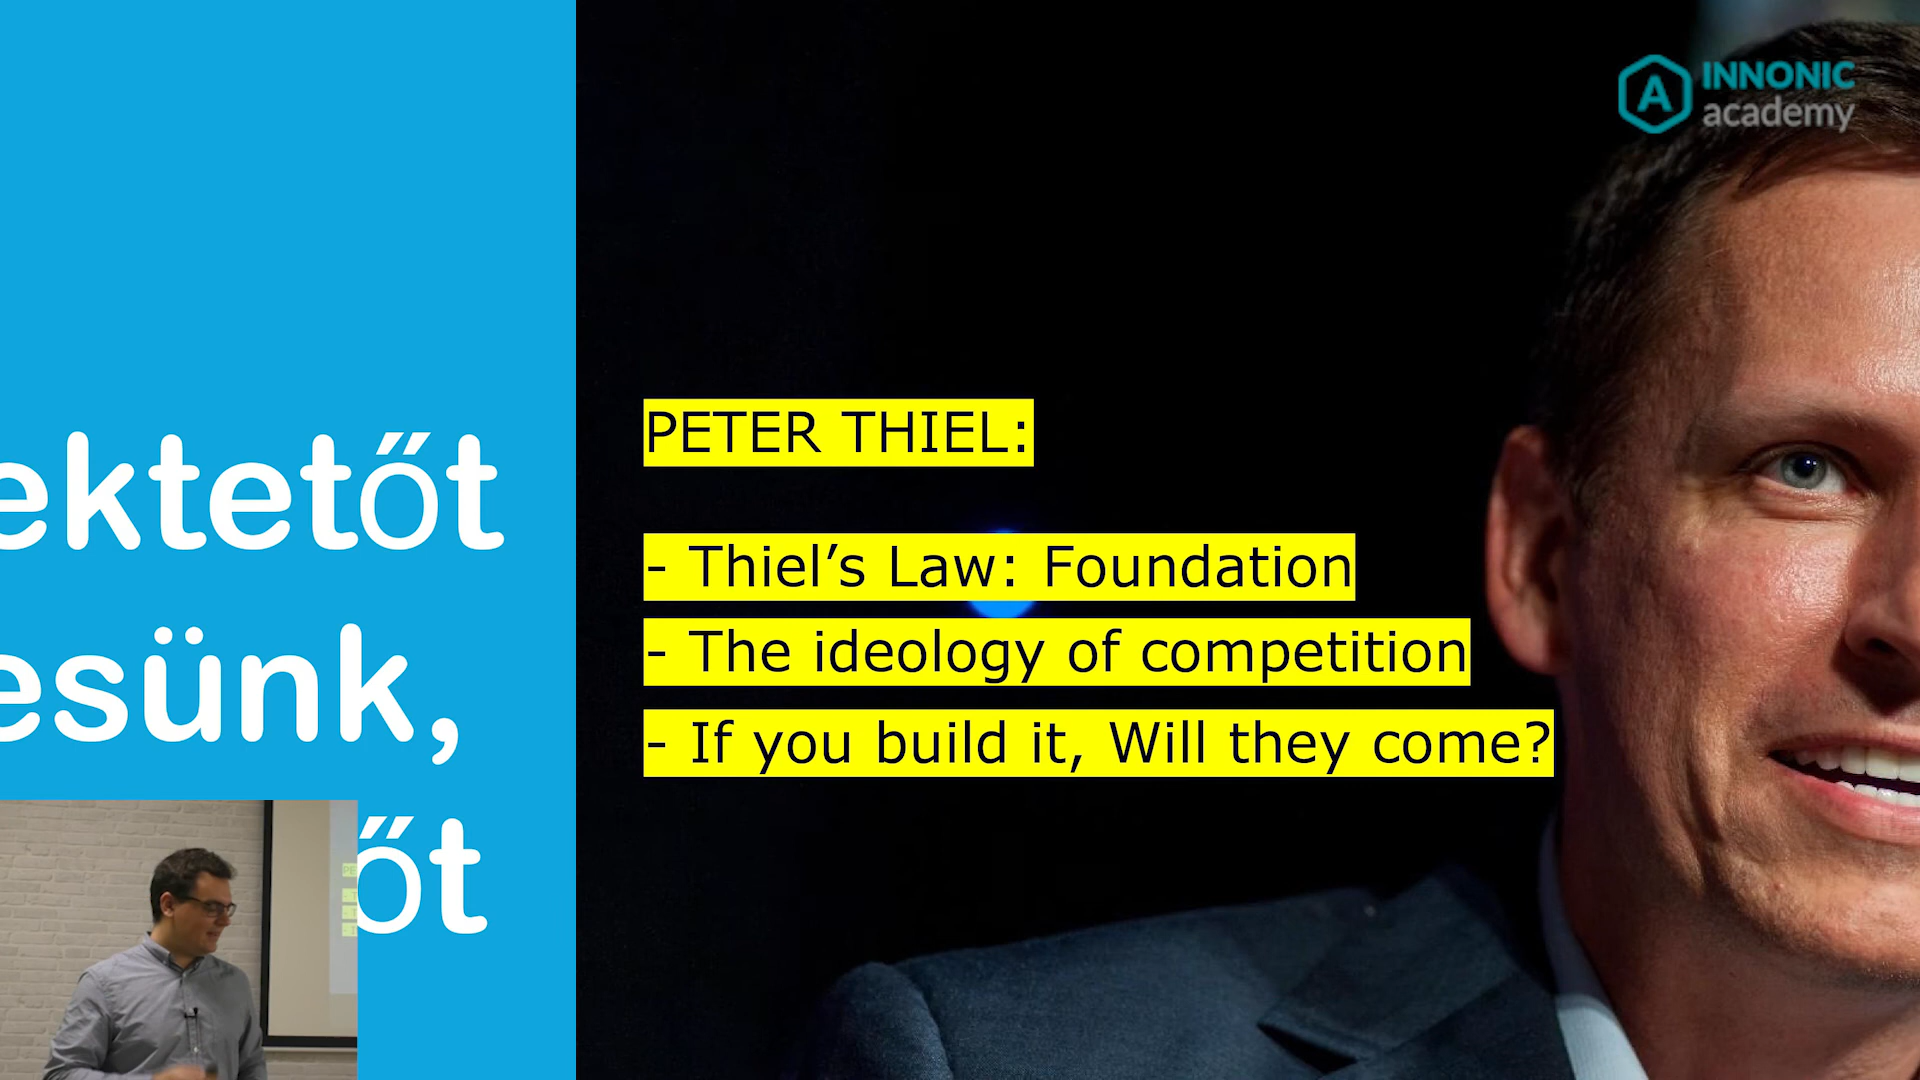 ektetőt
esünk,
őt
PETER THIEL:
- Thiel’s Law: Foundation
- The ideology of competition
- If you build it, Will they come?
A
INNONIC
academy